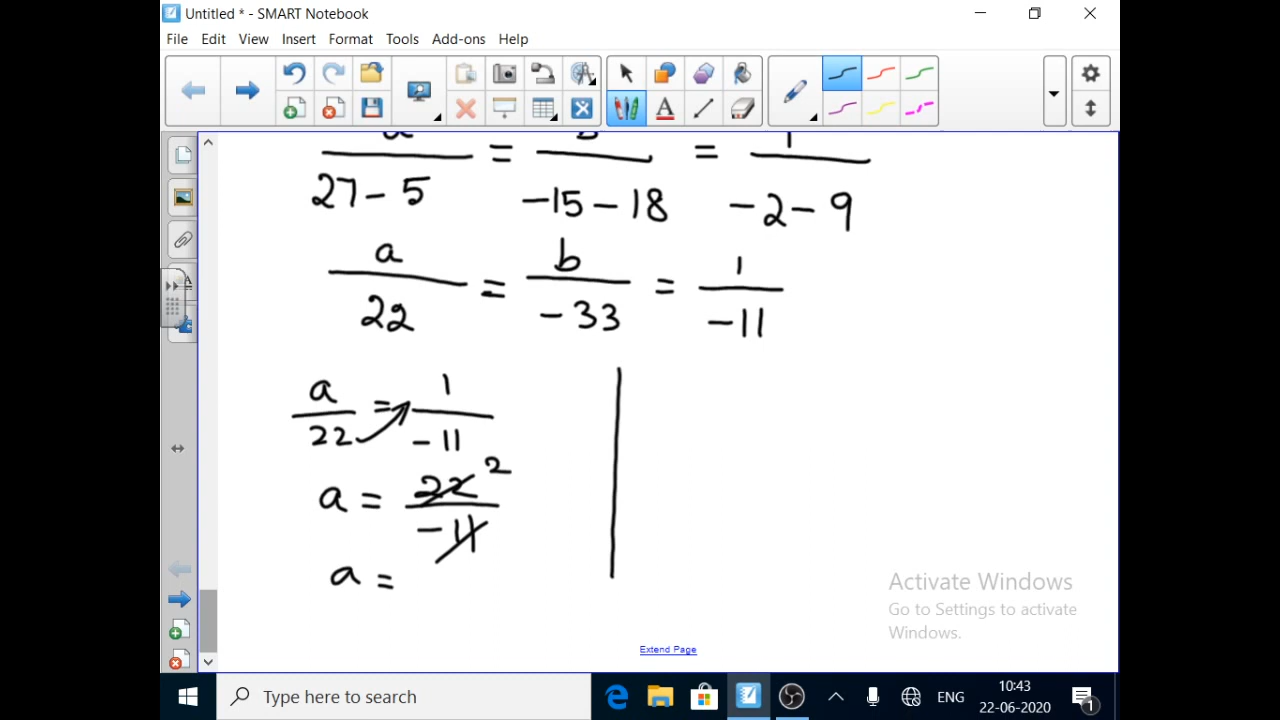 Untitled * - SMART Notebook
File Edit View Insert Format Tools Add-ons Help
a/(27 - 5) = b/(-15 - 18) = 1/(-2 - 9)
a/22 = b/-33 = 1/-11
a/22 = 1/-11
a = 22/-11 2
a =
Activate Windows
Go to Settings to activate
Windows.
Extend Page
Type here to search
ENG
10:43
22-06-2020
1